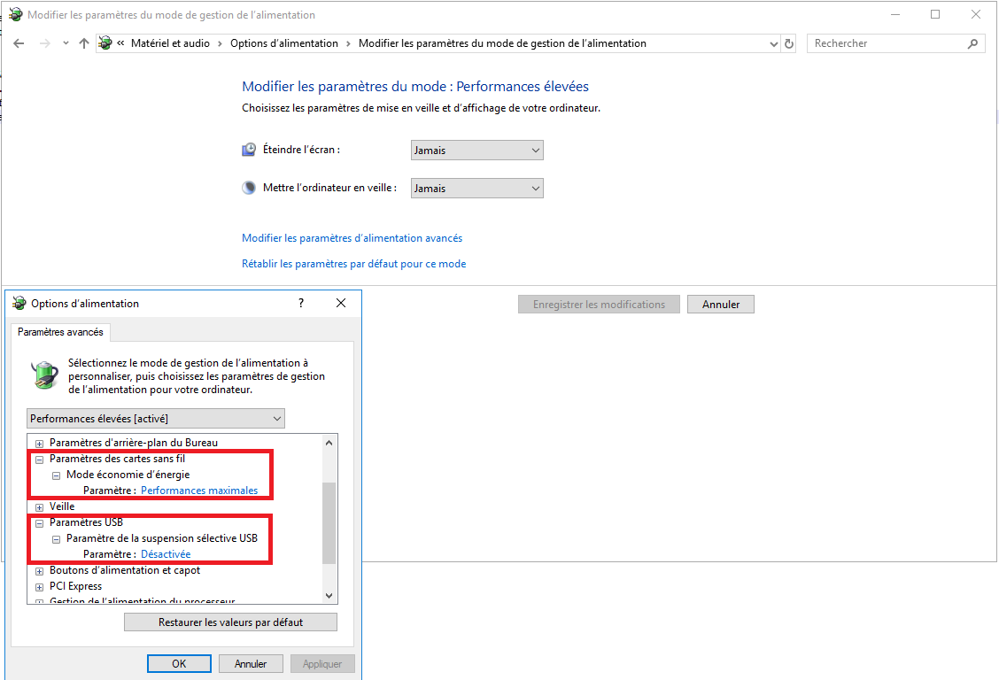 Modifier les paramètres du mode de gestion de l'alimentation
« Matériel et audio > Options d'alimentation > Modifier les paramètres du mode de gestion de l'alimentation
Rechercher
Modifier les paramètres du mode : Performances élevées
Choisissez les paramètres de mise en veille et d'affichage de votre ordinateur.
Éteindre l'écran : Jamais
Mettre l'ordinateur en veille : Jamais
Modifier les paramètres d'alimentation avancés
Rétablir les paramètres par défaut pour ce mode
Enregistrer les modifications Annuler
Options d'alimentation ?
Paramètres avancés
Sélectionnez le mode de gestion de l'alimentation à
personnaliser, puis choisissez les paramètres de gestion
de l'alimentation pour votre ordinateur.
Performances élevées [activé]
Paramètres d'arrière-plan du Bureau
Paramètres des cartes sans fil
Mode économie d'énergie
Paramètre : Performances maximales
Veille
Paramètres USB
Paramètre de la suspension sélective USB
Paramètre : Désactivée
Boutons d'alimentation et capot
PCI Express
Gestion de l'alimentation du processeur
Restaurer les valeurs par défaut
OK Annuler Appliquer